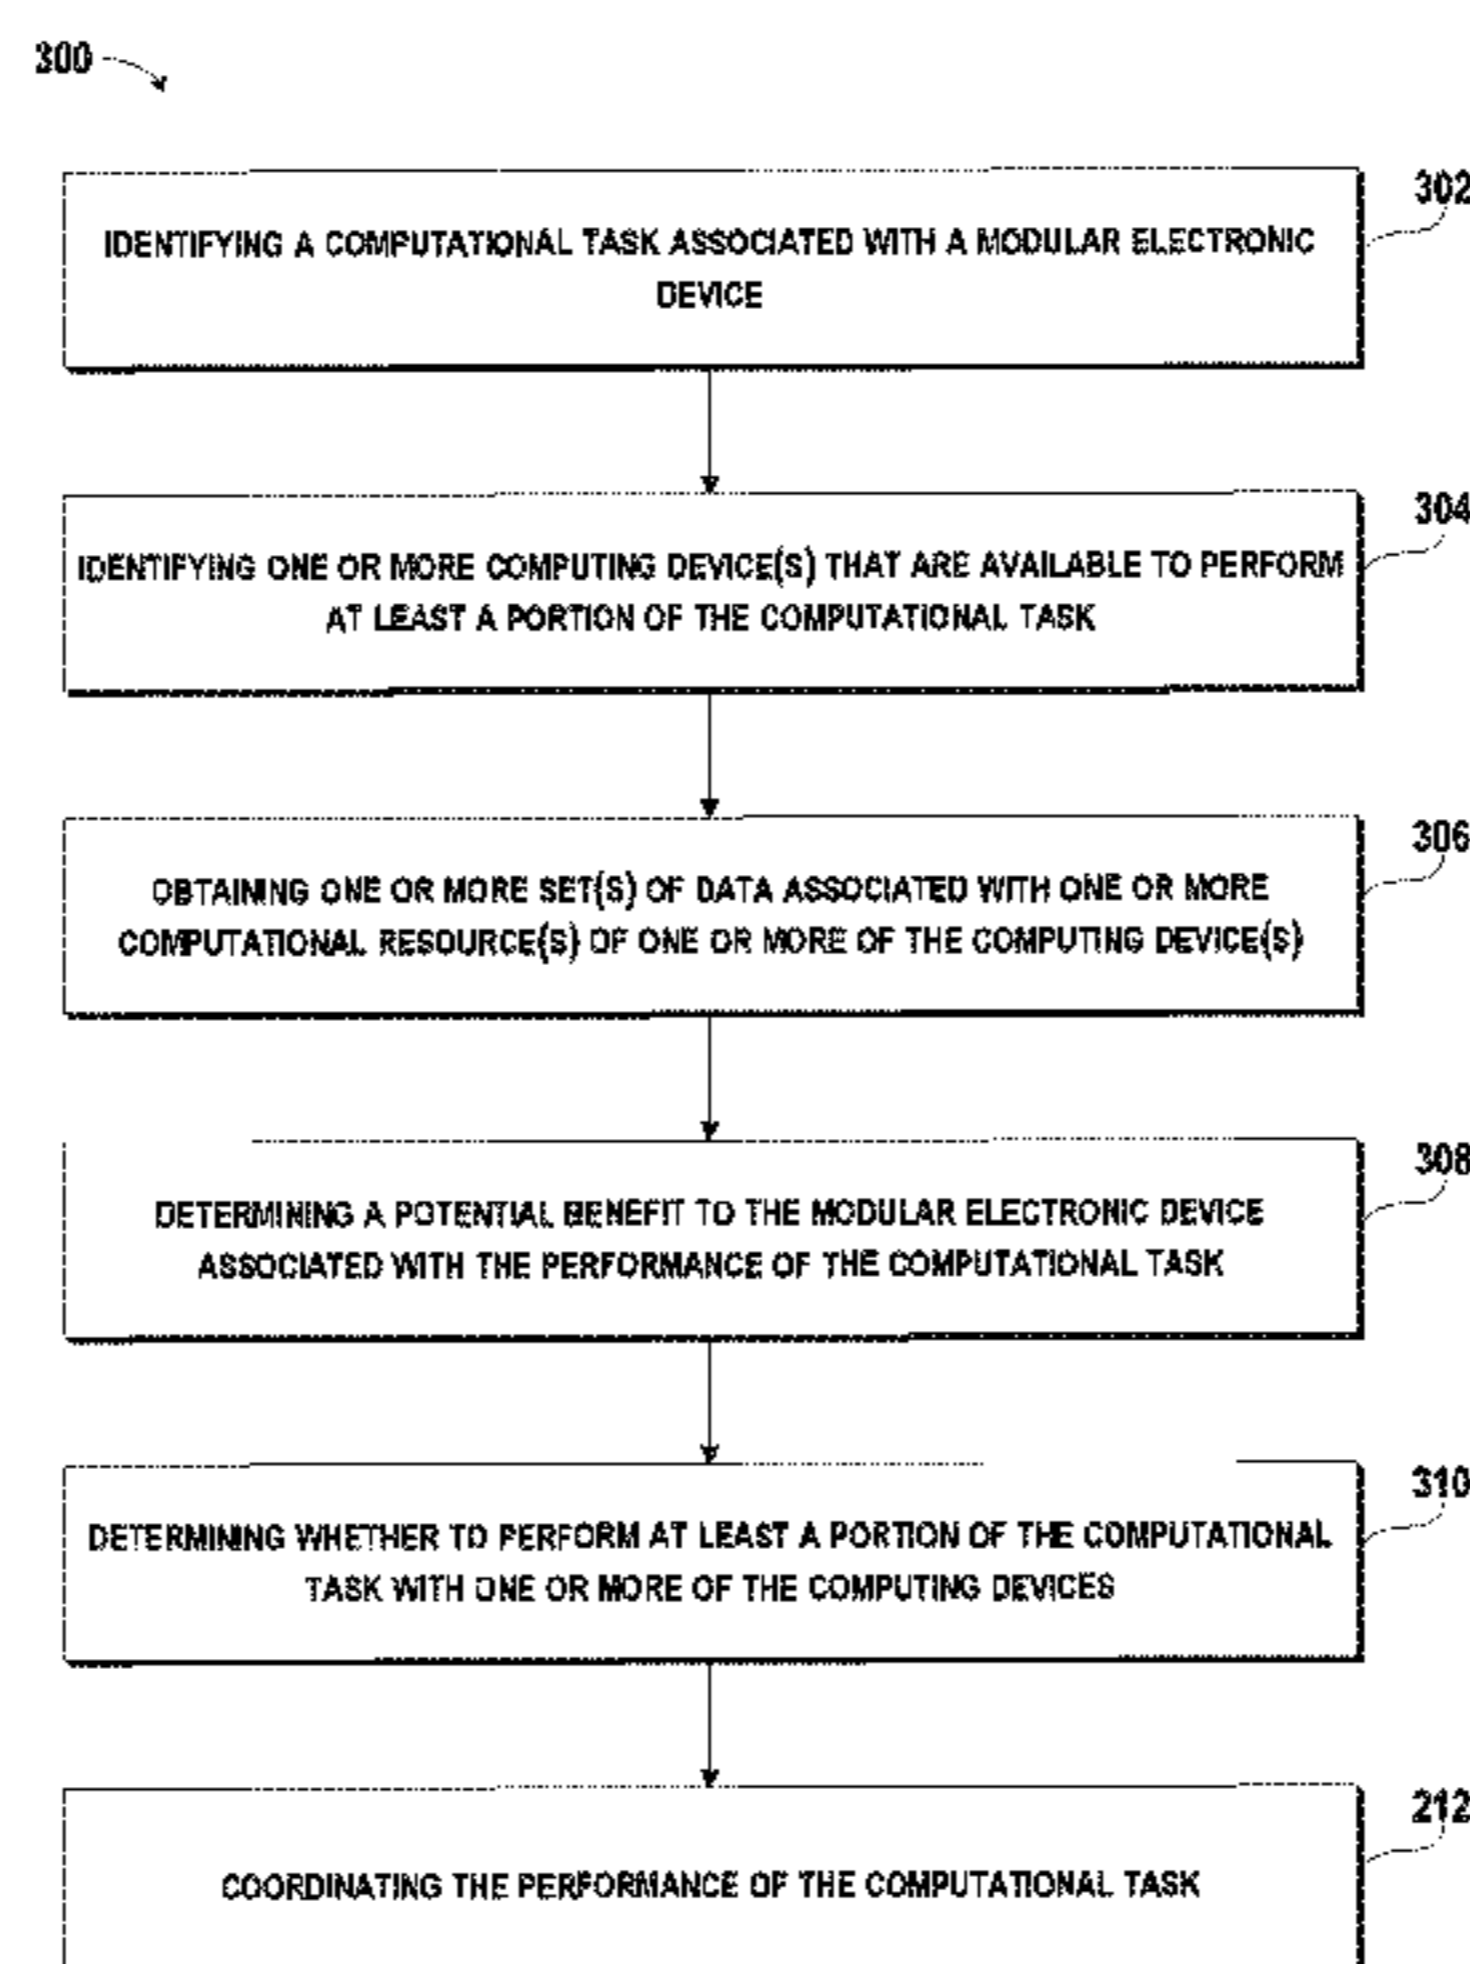 300
302
IDENTIFYING A COMPUTATIONAL TASK ASSOCIATED WITH A MODULAR ELECTRONIC
DEVICE
304
IDENTIFYING ONE OR MORE COMPUTING DEVICE(S) THAT ARE AVAILABLE TO PERFORM
AT LEAST A PORTION OF THE COMPUTATIONAL TASK
306
OBTAINING ONE OR MORE SET(S) OF DATA ASSOCIATED WITH ONE OR MORE
COMPUTATIONAL RESOURCE(S) OF ONE OR MORE OF THE COMPUTING DEVICE(S)
308
DETERMINING A POTENTIAL BENEFIT TO THE MODULAR ELECTRONIC DEVICE
ASSOCIATED WITH THE PERFORMANCE OF THE COMPUTATIONAL TASK
310
DETERMINING WHETHER TO PERFORM AT LEAST A PORTION OF THE COMPUTATIONAL
TASK WITH ONE OR MORE OF THE COMPUTING DEVICES
212
COORDINATING THE PERFORMANCE OF THE COMPUTATIONAL TASK